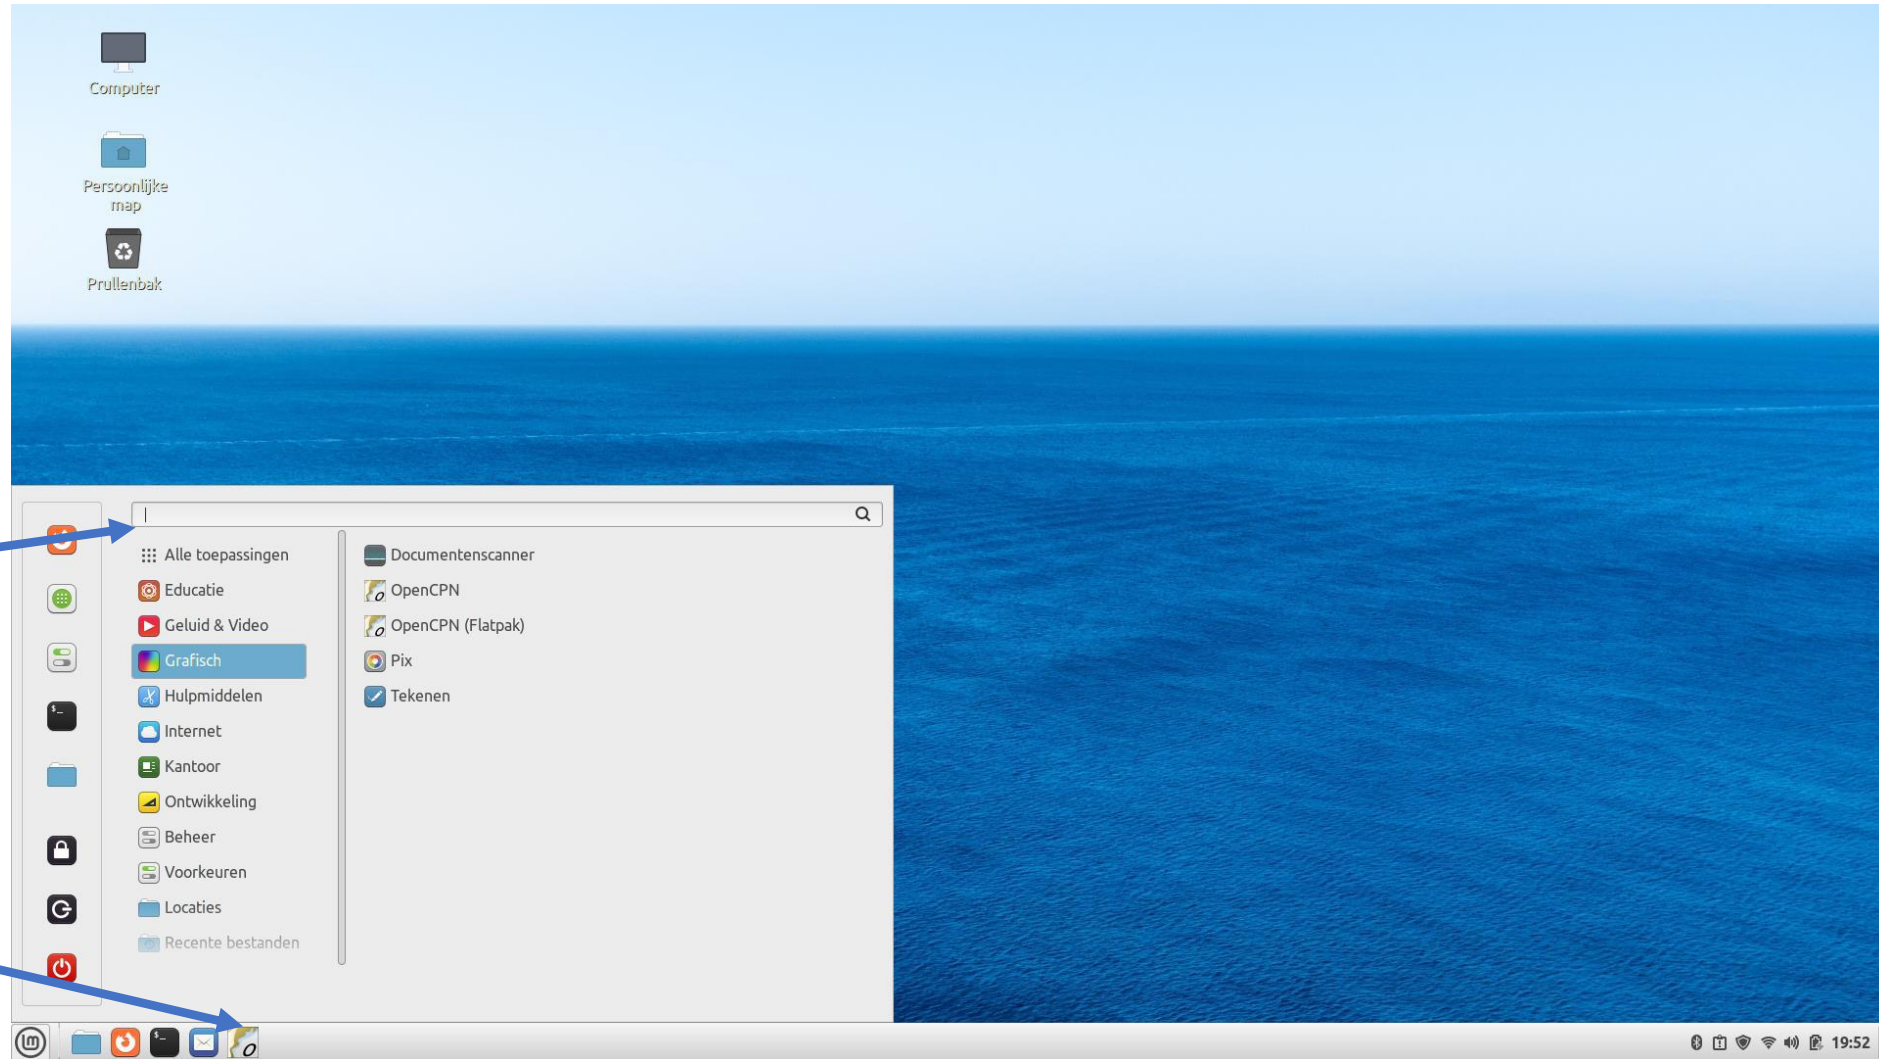 Computer
Persoonlijke
map
Prullenbak
Alle toepassingen
Educatie
Geluid & Video
Grafisch
Hulpmiddelen
Internet
Kantoor
Ontwikkeling
Beheer
Voorkeuren
Locaties
Recente bestanden
Documentenscanner
OpenCPN
OpenCPN (Flatpak)
Pix
Tekenen
19:52